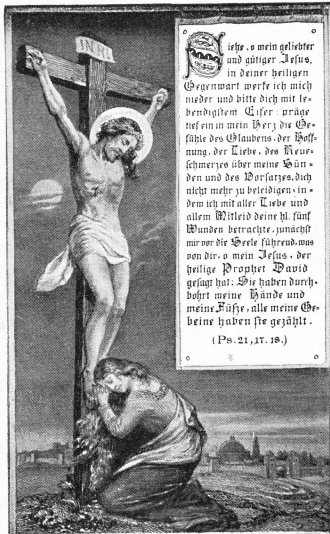 INRI
Siehe, o mein geliebter
und gütiger Jesus,
in deiner heiligen
Gegenwart werfe ich mich
nieder und bitte dich mit le=
bendigstem Eifer: präge
tief ein in mein Herz die Ge=
fühle des Glaubens, der Hoff=
nung, der Liebe, des Reue=
schmerzes über meine Sün=
den und des Vorsatzes, dich
nicht mehr zu beleidigen, in=
dem ich mit aller Liebe und
allem Mitleid deine hl. fünf
Wunden betrachte, zunächst
mir vor die Seele führend, was
von dir, o mein Jesus, der
heilige Prophet David
gesagt hat: Sie haben durch=
bohrt meine Hände und
meine Füße, alle meine Ge=
beine haben sie gezählt.
(Ps. 21, 17. 18.)